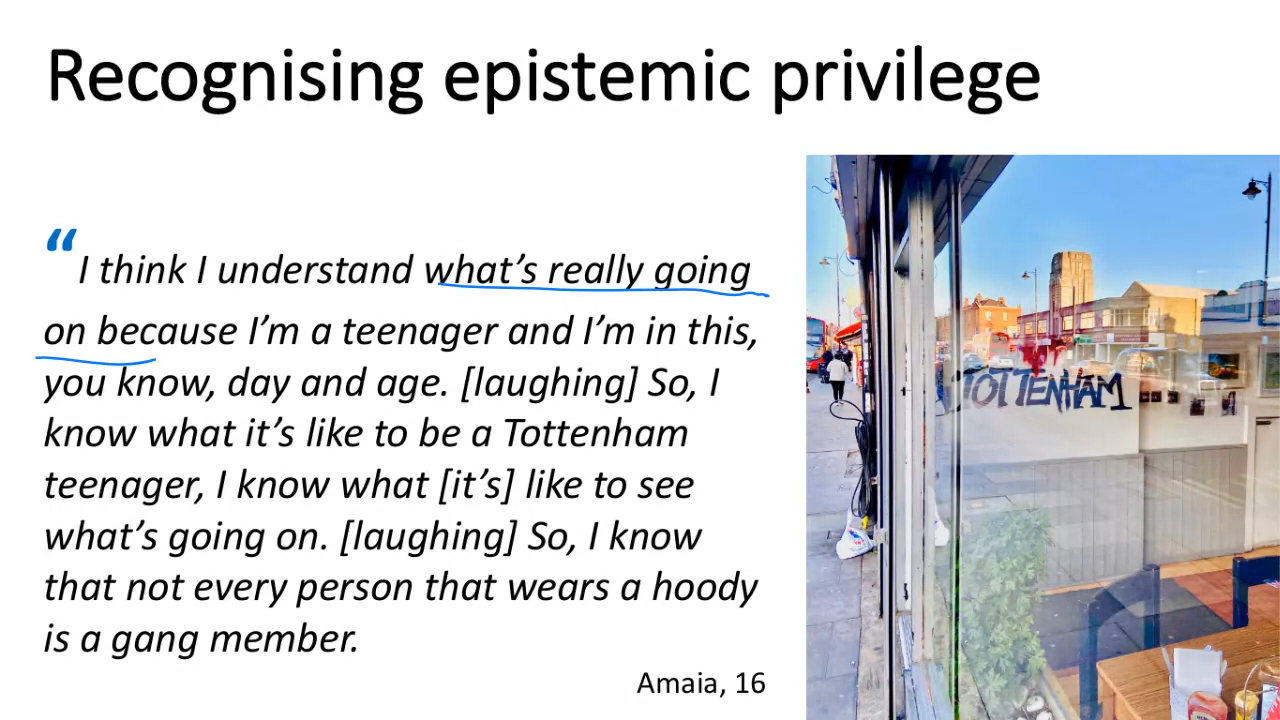 Recognising epistemic privilege
“I think I understand what’s really going
on because I’m a teenager and I’m in this,
you know, day and age. [laughing] So, I
know what it’s like to be a Tottenham
teenager, I know what [it’s] like to see
what’s going on. [laughing] So, I know
that not every person that wears a hoody
is a gang member.
Amaia, 16
TOTTENHAM